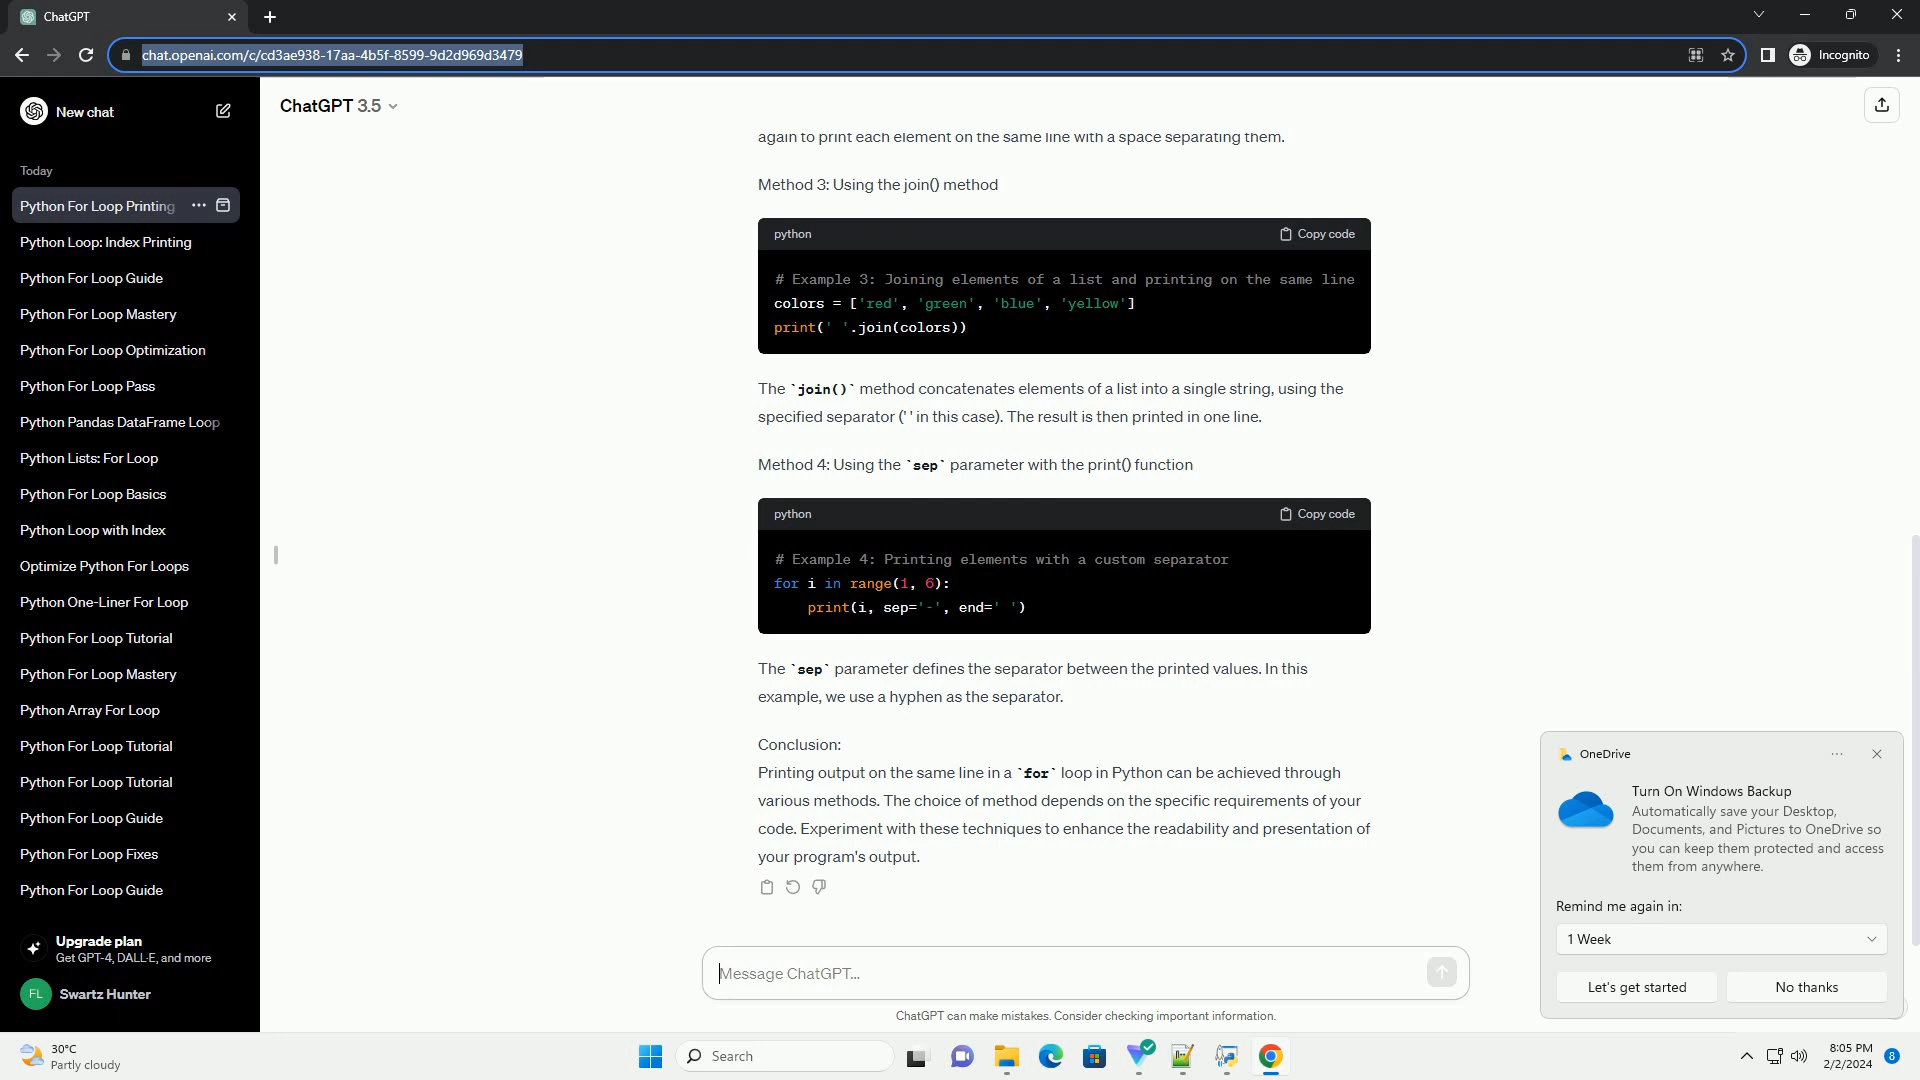 ChatGPT
chat.openai.com/c/cd3ae938-17aa-4b5f-8599-9d2d969d3479
Incognito
New chat
Today
Python For Loop Printing
Python Loop: Index Printing
Python For Loop Guide
Python For Loop Mastery
Python For Loop Optimization
Python For Loop Pass
Python Pandas DataFrame Loop
Python Lists: For Loop
Python For Loop Basics
Python Loop with Index
Optimize Python For Loops
Python One-Liner For Loop
Python For Loop Tutorial
Python For Loop Mastery
Python Array For Loop
Python For Loop Tutorial
Python For Loop Tutorial
Python For Loop Guide
Python For Loop Fixes
Python For Loop Guide
Upgrade plan
Get GPT-4, DALL·E, and more
FL
Swartz Hunter
ChatGPT 3.5
again to print each element on the same line with a space separating them.
Method 3: Using the join() method
python Copy code
# Example 3: Joining elements of a list and printing on the same line
colors = ['red', 'green', 'blue', 'yellow']
print(' '.join(colors))
The `join()` method concatenates elements of a list into a single string, using the
specified separator (' ' in this case). The result is then printed in one line.
Method 4: Using the `sep` parameter with the print() function
python Copy code
# Example 4: Printing elements with a custom separator
for i in range(1, 6):
    print(i, sep='-', end=' ')
The `sep` parameter defines the separator between the printed values. In this
example, we use a hyphen as the separator.
Conclusion:
Printing output on the same line in a `for` loop in Python can be achieved through
various methods. The choice of method depends on the specific requirements of your
code. Experiment with these techniques to enhance the readability and presentation of
your program's output.
Message ChatGPT...
ChatGPT can make mistakes. Consider checking important information.
OneDrive
Turn On Windows Backup
Automatically save your Desktop,
Documents, and Pictures to OneDrive so
you can keep them protected and access
them from anywhere.
Remind me again in:
1 Week
Let's get started
No thanks
30°C
Partly cloudy
Search
8:05 PM
2/2/2024
8